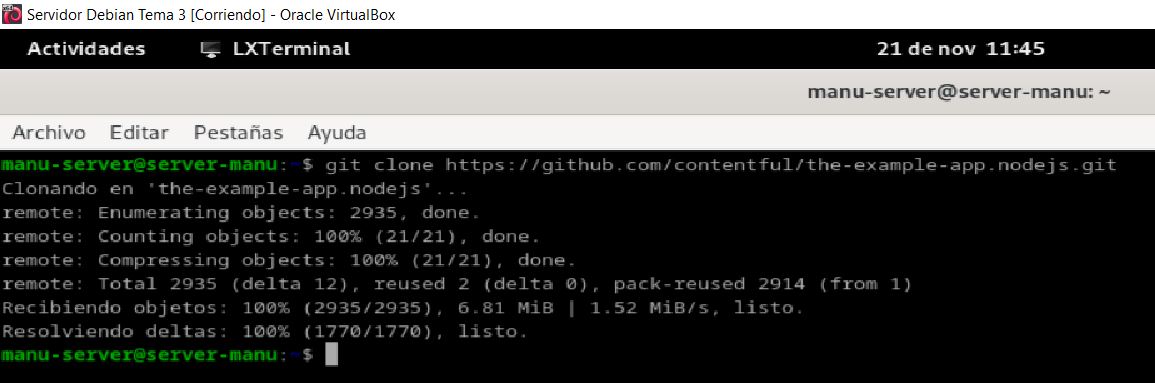 Servidor Debian Tema 3 [Corriendo] - Oracle VirtualBox
Actividades LXTerminal 21 de nov 11:45
manu-server@server-manu: ~
Archivo Editar Pestañas Ayuda
manu-server@server-manu:~$ git clone https://github.com/contentful/the-example-app.nodejs.git
Clonando en 'the-example-app.nodejs'...
remote: Enumerating objects: 2935, done.
remote: Counting objects: 100% (21/21), done.
remote: Compressing objects: 100% (21/21), done.
remote: Total 2935 (delta 12), reused 2 (delta 0), pack-reused 2914 (from 1)
Recibiendo objetos: 100% (2935/2935), 6.81 MiB | 1.52 MiB/s, listo.
Resolviendo deltas: 100% (1770/1770), listo.
manu-server@server-manu:~$